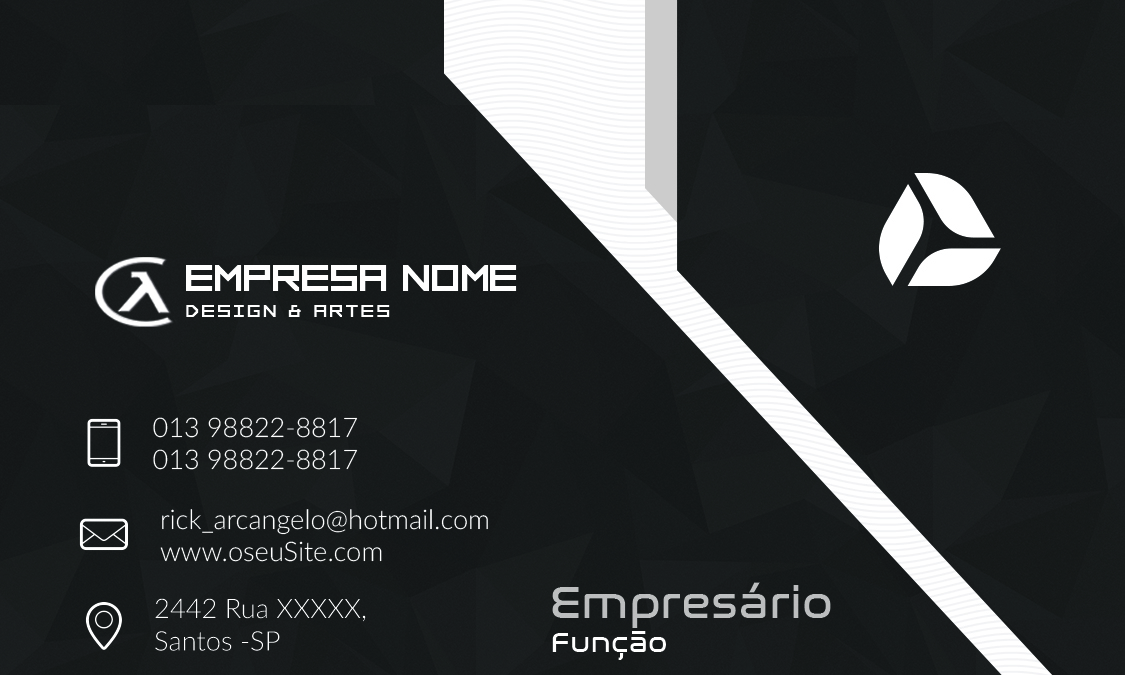 EMPRESA NOME
DESIGN & ARTES
013 98822-8817
013 98822-8817
rick_arcangelo@hotmail.com
www.oseuSite.com
2442 Rua XXXXX,
Santos -SP
Empresário
Função